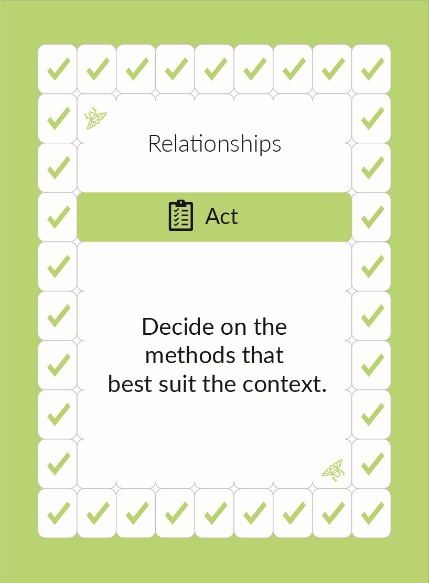 Relationships
Act
Decide on the
methods that
best suit the context.